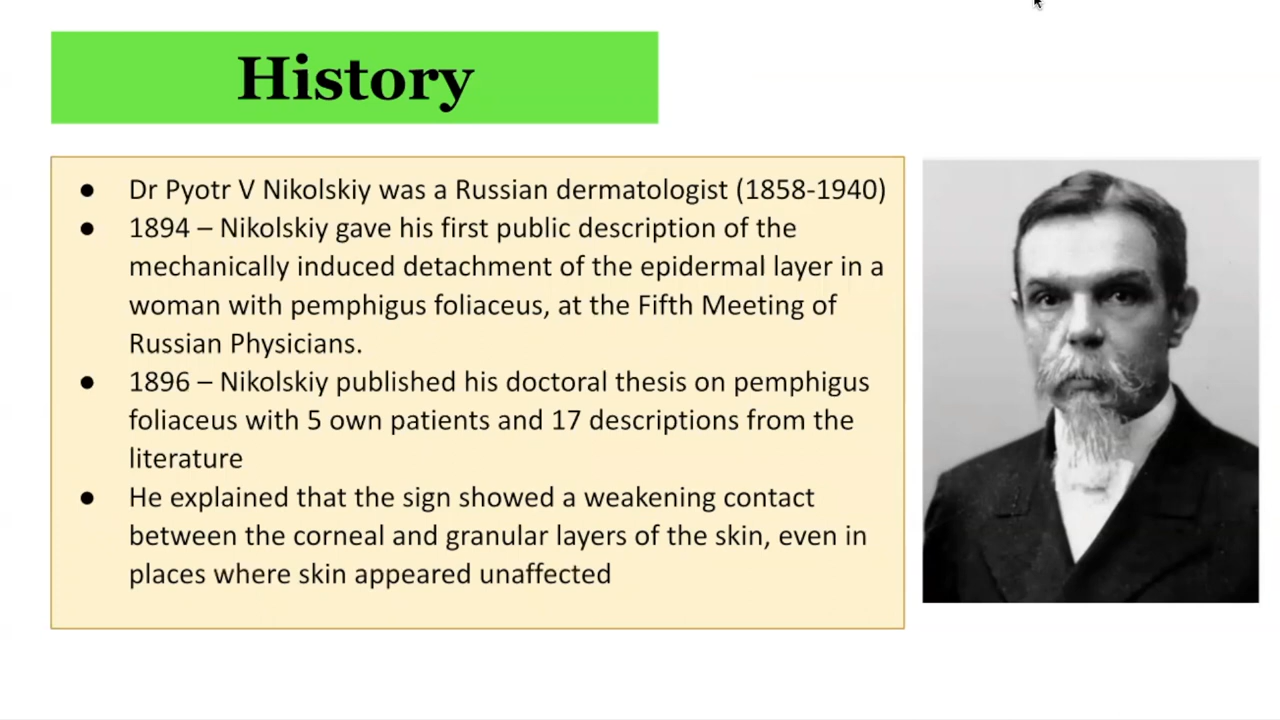 History
● Dr Pyotr V Nikolskiy was a Russian dermatologist (1858-1940)
● 1894 – Nikolskiy gave his first public description of the
mechanically induced detachment of the epidermal layer in a
woman with pemphigus foliaceus, at the Fifth Meeting of
Russian Physicians.
● 1896 – Nikolskiy published his doctoral thesis on pemphigus
foliaceus with 5 own patients and 17 descriptions from the
literature
● He explained that the sign showed a weakening contact
between the corneal and granular layers of the skin, even in
places where skin appeared unaffected